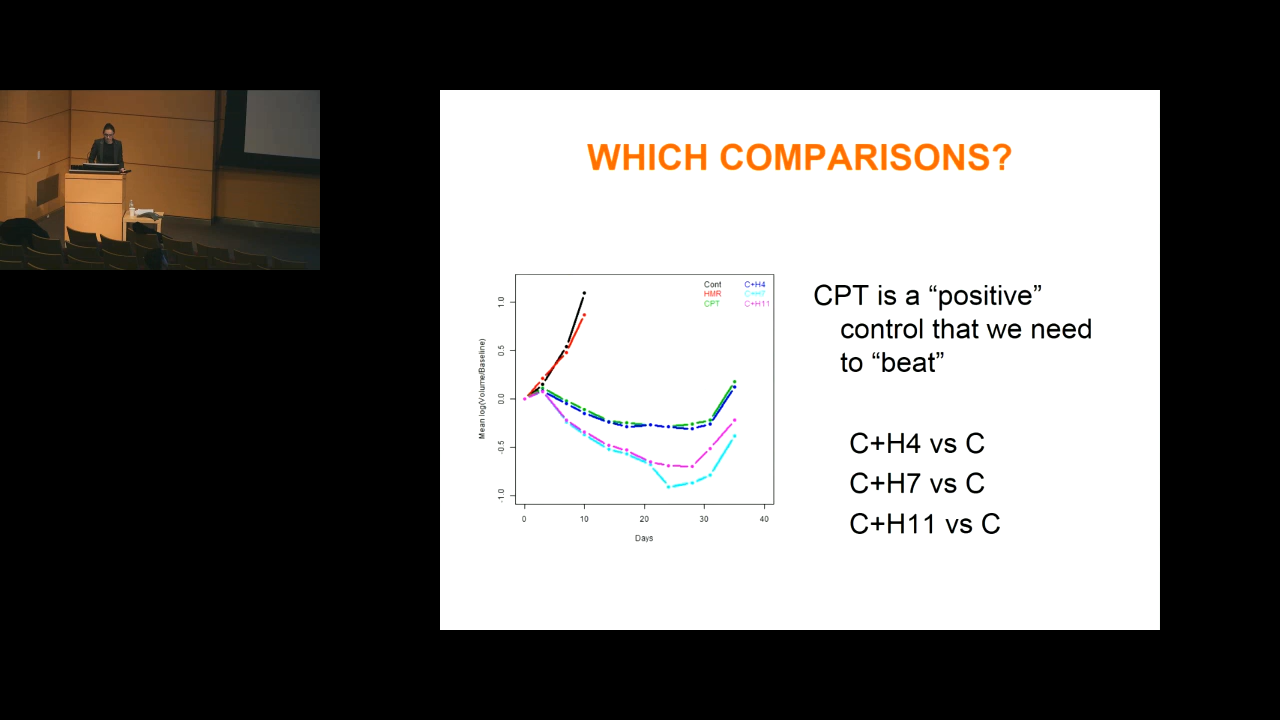 WHICH COMPARISONS?
Cont
C+H4
HMR
C+H7
CPT
C+H11
Mean log(Volume/Baseline)
1.0
0.5
0.0
-0.5
-1.0
0
10
20
30
40
Days
CPT is a “positive”
control that we need
to “beat”
C+H4 vs C
C+H7 vs C
C+H11 vs C